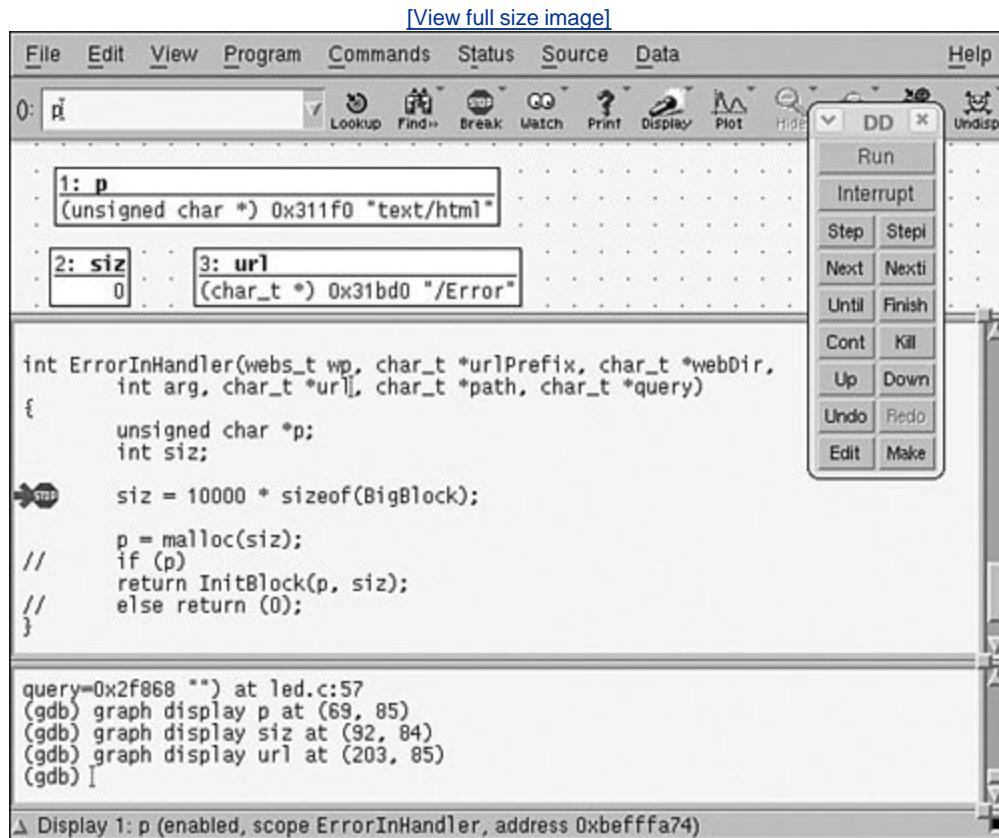 [View full size image]
File Edit View Program Commands Status Source Data Help
(): p
Lookup Find» Break Watch Print Display Plot Hide Undisp
DD
Run
Interrupt
Step Stepi
Next Nexti
Until Finish
Cont Kill
Up Down
Undo Redo
Edit Make
1: p
(unsigned char *) 0x311f0 "text/html"
2: siz
0
3: url
(char_t *) 0x31bd0 "/Error"
int ErrorInHandler(webs_t wp, char_t *urlPrefix, char_t *webDir,
int arg, char_t *url, char_t *path, char_t *query)
{
unsigned char *p;
int siz;
STOP siz = 10000 * sizeof(BigBlock);
p = malloc(siz);
// if (p)
return InitBlock(p, siz);
// else return (0);
}
query=0x2f868 "") at led.c:57
(gdb) graph display p at (69, 85)
(gdb) graph display siz at (92, 84)
(gdb) graph display url at (203, 85)
(gdb)
Display 1: p (enabled, scope ErrorInHandler, address 0xbefffa74)